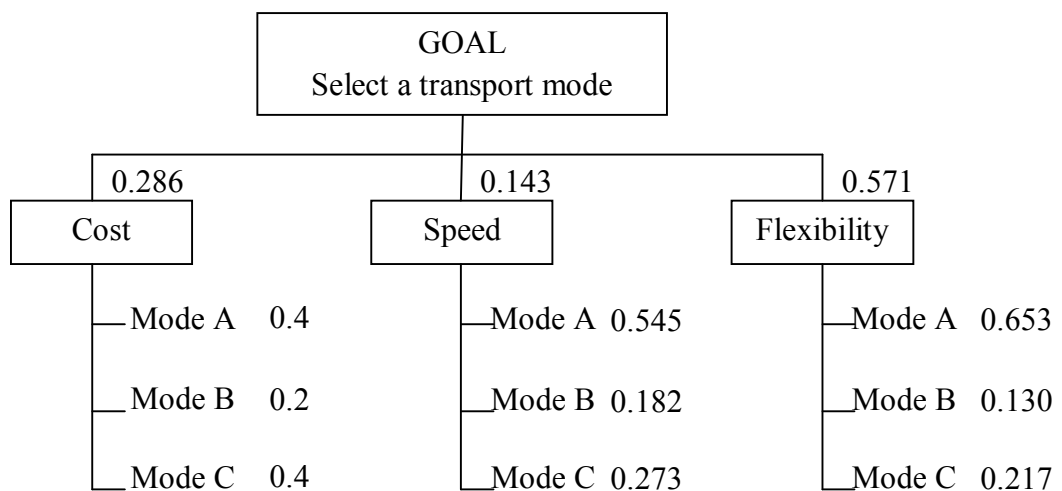 GOAL
Select a transport mode
0.286 0.143 0.571
Cost Speed Flexibility
Mode A 0.4 Mode A 0.545 Mode A 0.653
Mode B 0.2 Mode B 0.182 Mode B 0.130
Mode C 0.4 Mode C 0.273 Mode C 0.217